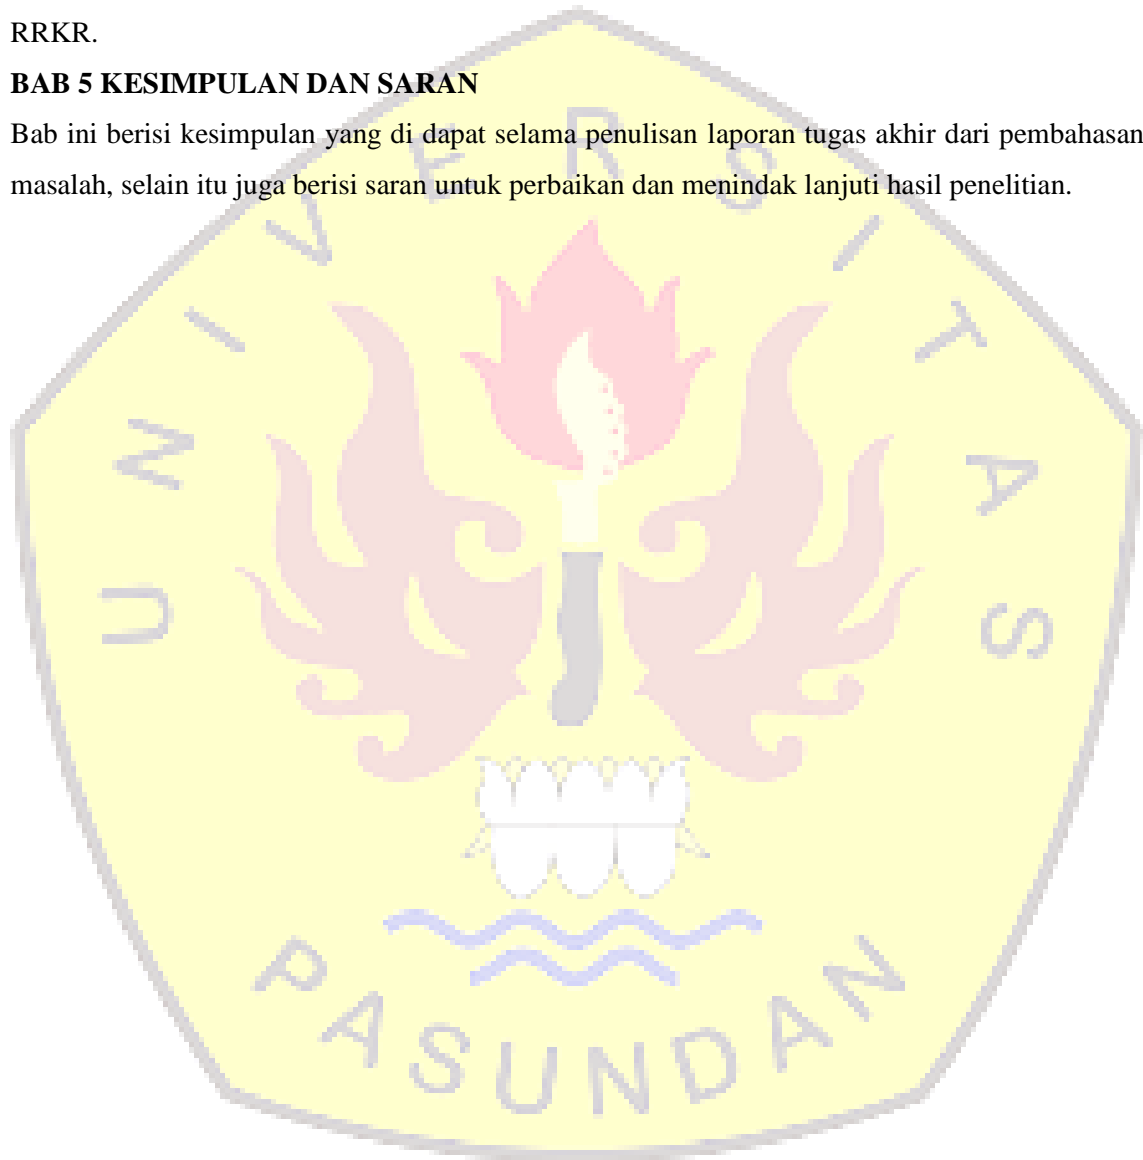 RRKR.
BAB 5 KESIMPULAN DAN SARAN
Bab ini berisi kesimpulan yang di dapat selama penulisan laporan tugas akhir dari pembahasan
masalah, selain itu juga berisi saran untuk perbaikan dan menindak lanjuti hasil penelitian.
UNIVERSITAS
PASUNDAN